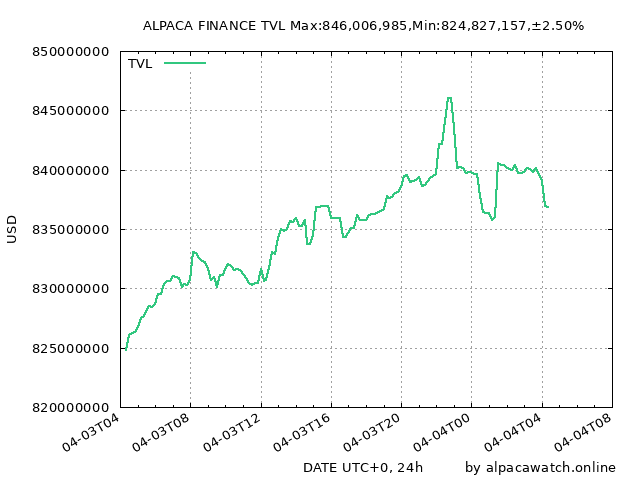 ALPACA FINANCE TVL Max:846,006,985,Min:824,827,157,±2.50%
850000000
TVL
845000000
840000000
835000000
USD
830000000
825000000
820000000
04-03T04 04-03T08 04-03T12 04-03T16 04-03T20 04-04T00 04-04T04 04-04T08
DATE UTC+0, 24h by alpacawatch.online